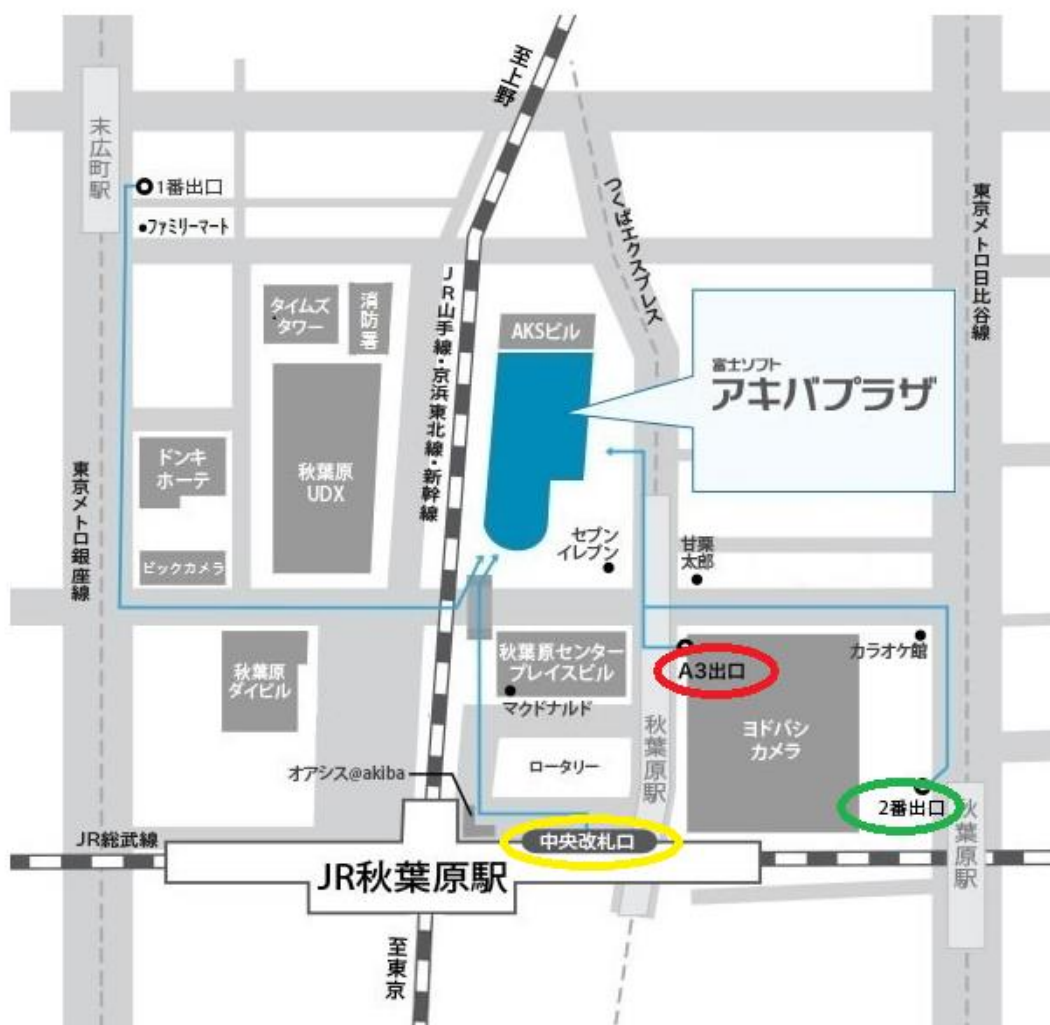 至上野
末広町駅
1番出口
ファミリーマート
つくばエクスプレス
東京メトロ日比谷線
タイムズ
タワー
消防署
JR山手線・京浜東北線・新幹線
AKSビル
富士ソフト
アキバプラザ
ドンキ
ホーテ
秋葉原
UDX
東京メトロ銀座線
ビックカメラ
セブン
イレブン
甘栗
太郎
秋葉原
ダイビル
秋葉原センター
プレイスビル
マクドナルド
A3出口
カラオケ館
ヨドバシ
カメラ
秋葉原駅
ロータリー
オアシス@akiba
2番出口
秋葉原駅
JR総武線
中央改札口
JR秋葉原駅
至東京